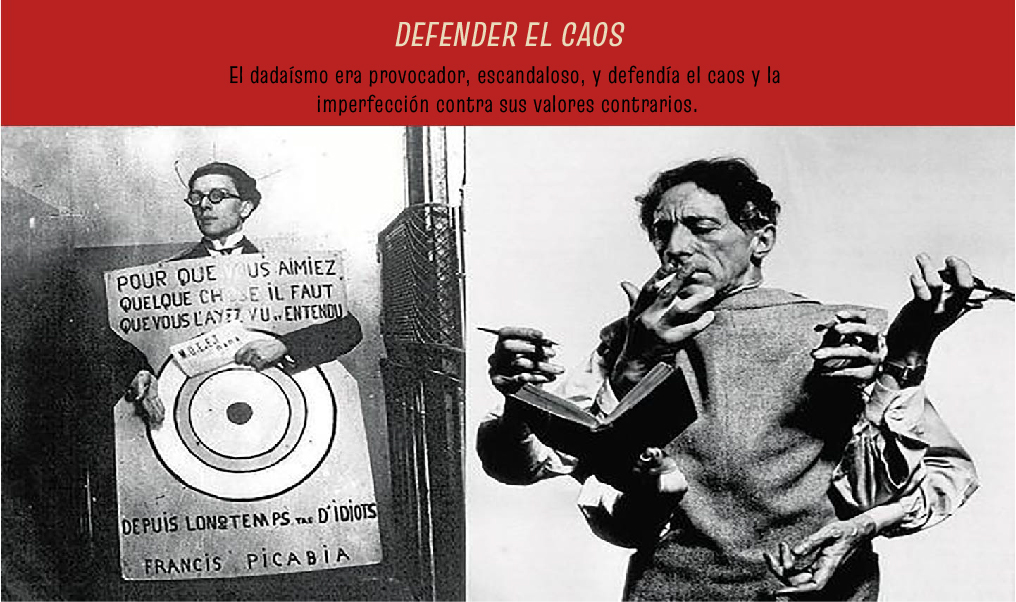 DEFENDER EL CAOS
El dadaísmo era provocador, escandaloso, y defendía el caos y la
imperfección contra sus valores contrarios.
POUR QUE VOUS AIMIEZ
QUELQUE CHOSE IL FAUT
QUE VOUS L'AYEZ VU ENTENDU
DEPUIS LONGTEMPS TAS D'IDIOTS
FRANCIS PICABIA